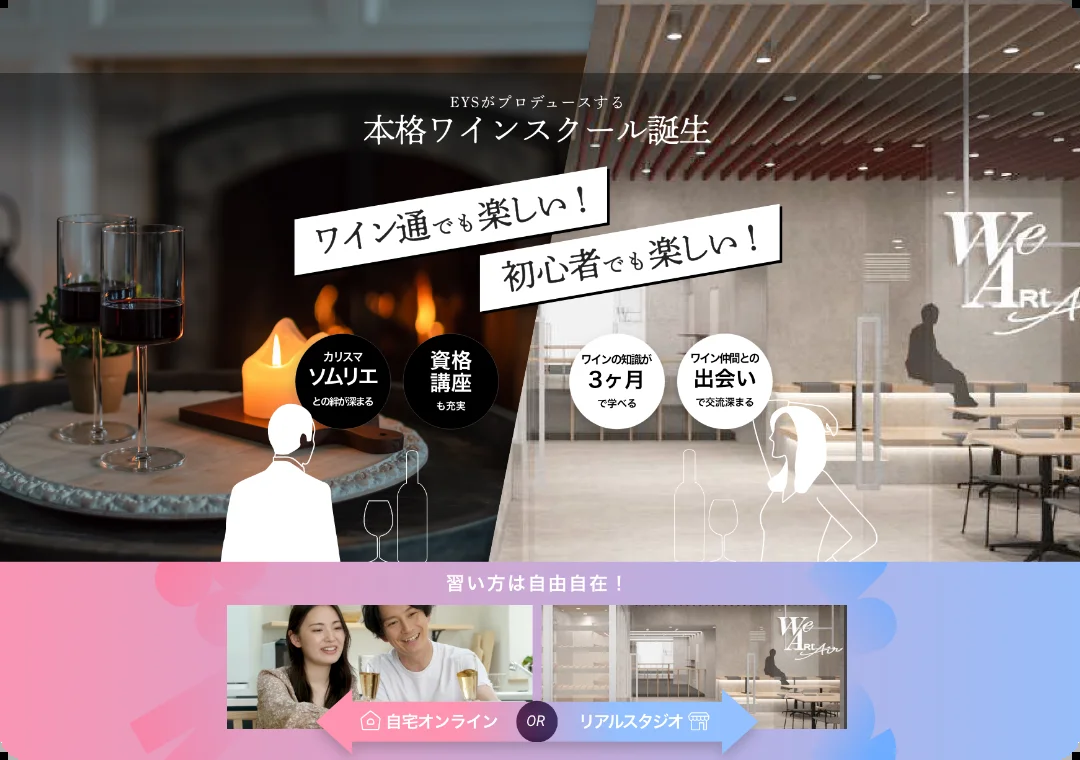 EYSがプロデュースする
本格ワインスクール誕生
ワイン通でも楽しい！
初心者でも楽しい！
We
Art Air
カリスマ
ソムリエ
との絆が深まる
資格
講座
も充実
ワインの知識が
3ヶ月
で学べる
ワイン仲間との
出会い
で交流深まる
習い方は自由自在！
We
Art Air
自宅オンライン
OR
リアルスタジオ